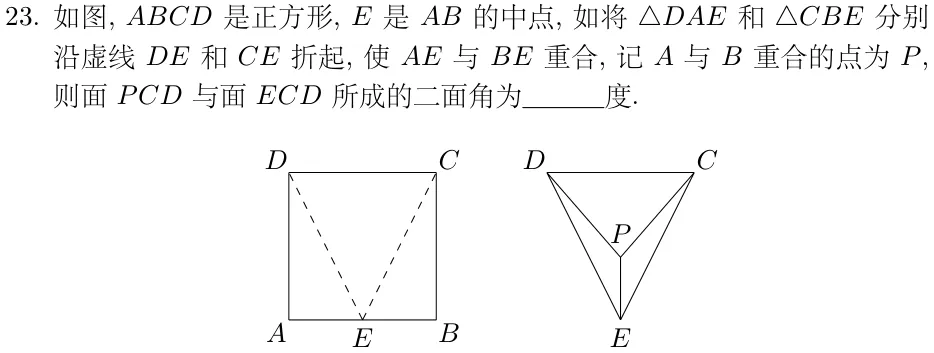 23. 如图, ABCD 是正方形, E 是 AB 的中点, 如将 △DAE 和 △CBE 分别
沿虚线 DE 和 CE 折起, 使 AE 与 BE 重合, 记 A 与 B 重合的点为 P,
则面 PCD 与面 ECD 所成的二面角为______度.
D C D C
P
A E B E